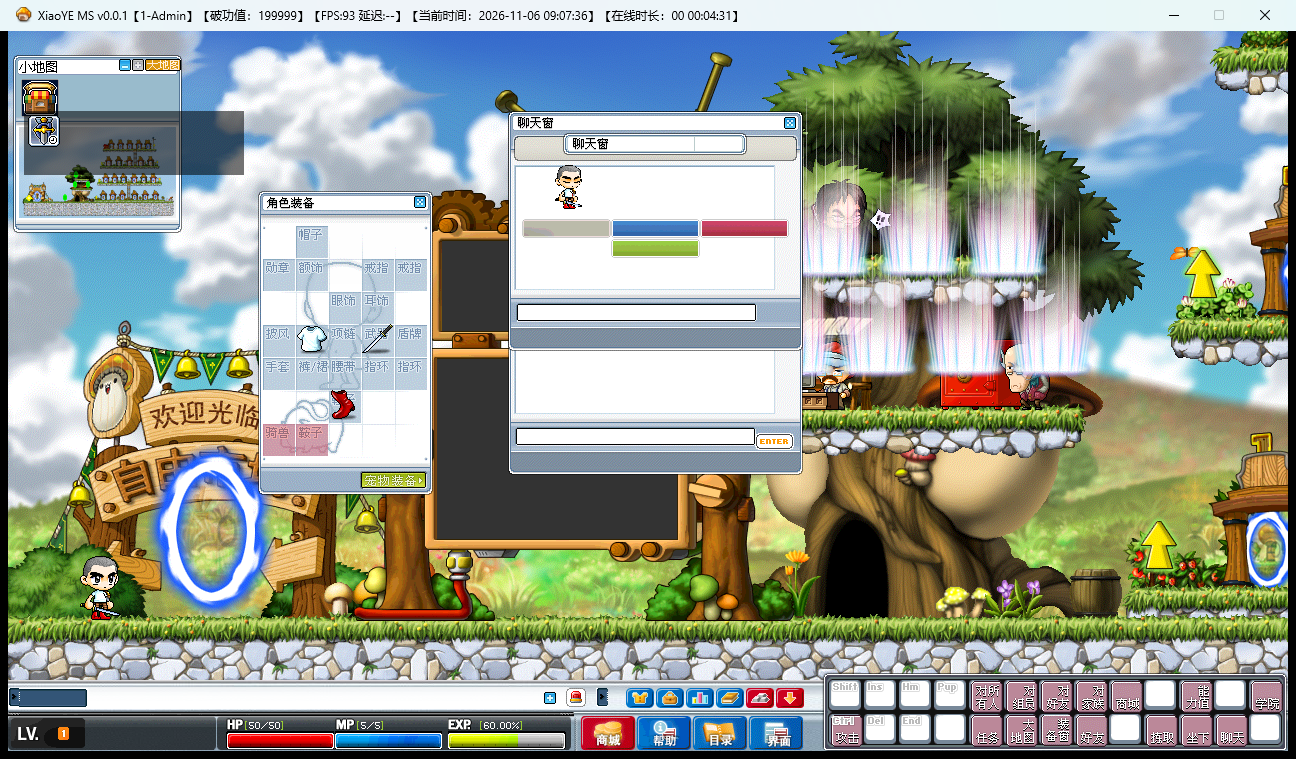 XiaoYE MS v0.0.1【1-Admin】【破功值：199999】【FPS:93 延迟:--】【当前时间：2026-11-06 09:07:36】【在线时长：00 00:04:31】
小地图
大地图
聊天窗
聊天窗
角色装备
帽子
勋章 额饰 戒指 戒指
眼饰 耳饰
披风 项链 武器 盾牌
手套 裤/裙 腰带 指环 指环
骑兽 鞍子
宠物装备
ENTER
欢迎光临
自由
LV. 1
HP[50/50] MP[5/5] EXP. [60.00%]
商城 帮助 目录 界面
Shift Ins Hm Pup 对所有人 对组员 对好友 对家族 商城 能力值 学院
Ctrl 攻击 Del End 任务 大地图 装备窗 好友 拣取 坐下 聊天